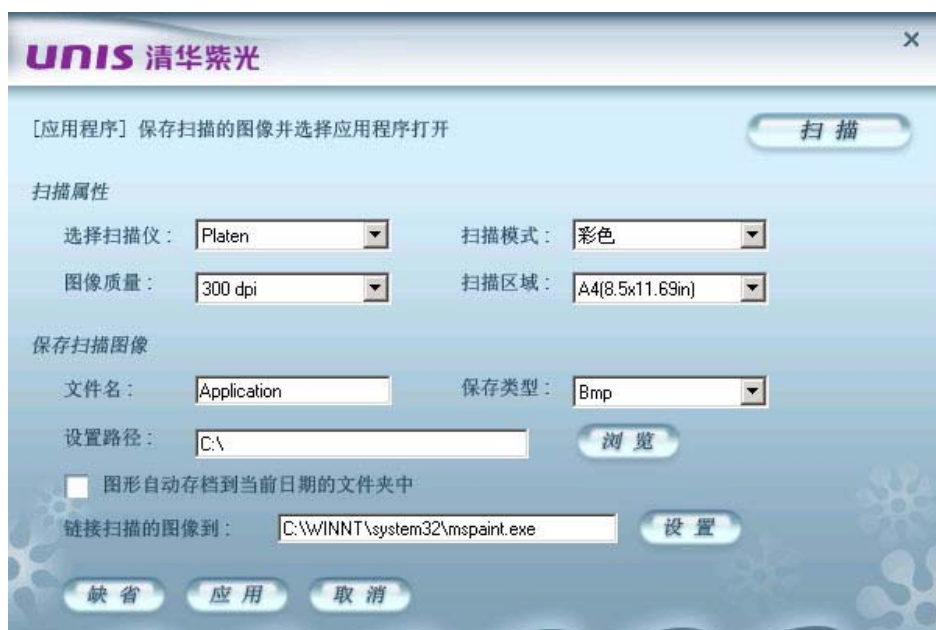 UNIS 清华紫光
×
[应用程序] 保存扫描的图像并选择应用程序打开
扫描
扫描属性
选择扫描仪： Platen 扫描模式： 彩色
图像质量： 300 dpi 扫描区域： A4(8.5x11.69in)
保存扫描图像
文件名： Application 保存类型： Bmp
设置路径： C:\ 浏览
图形自动存档到当前日期的文件夹中
链接扫描的图像到： C:\WINNT\system32\mspaint.exe 设置
缺省 应用 取消